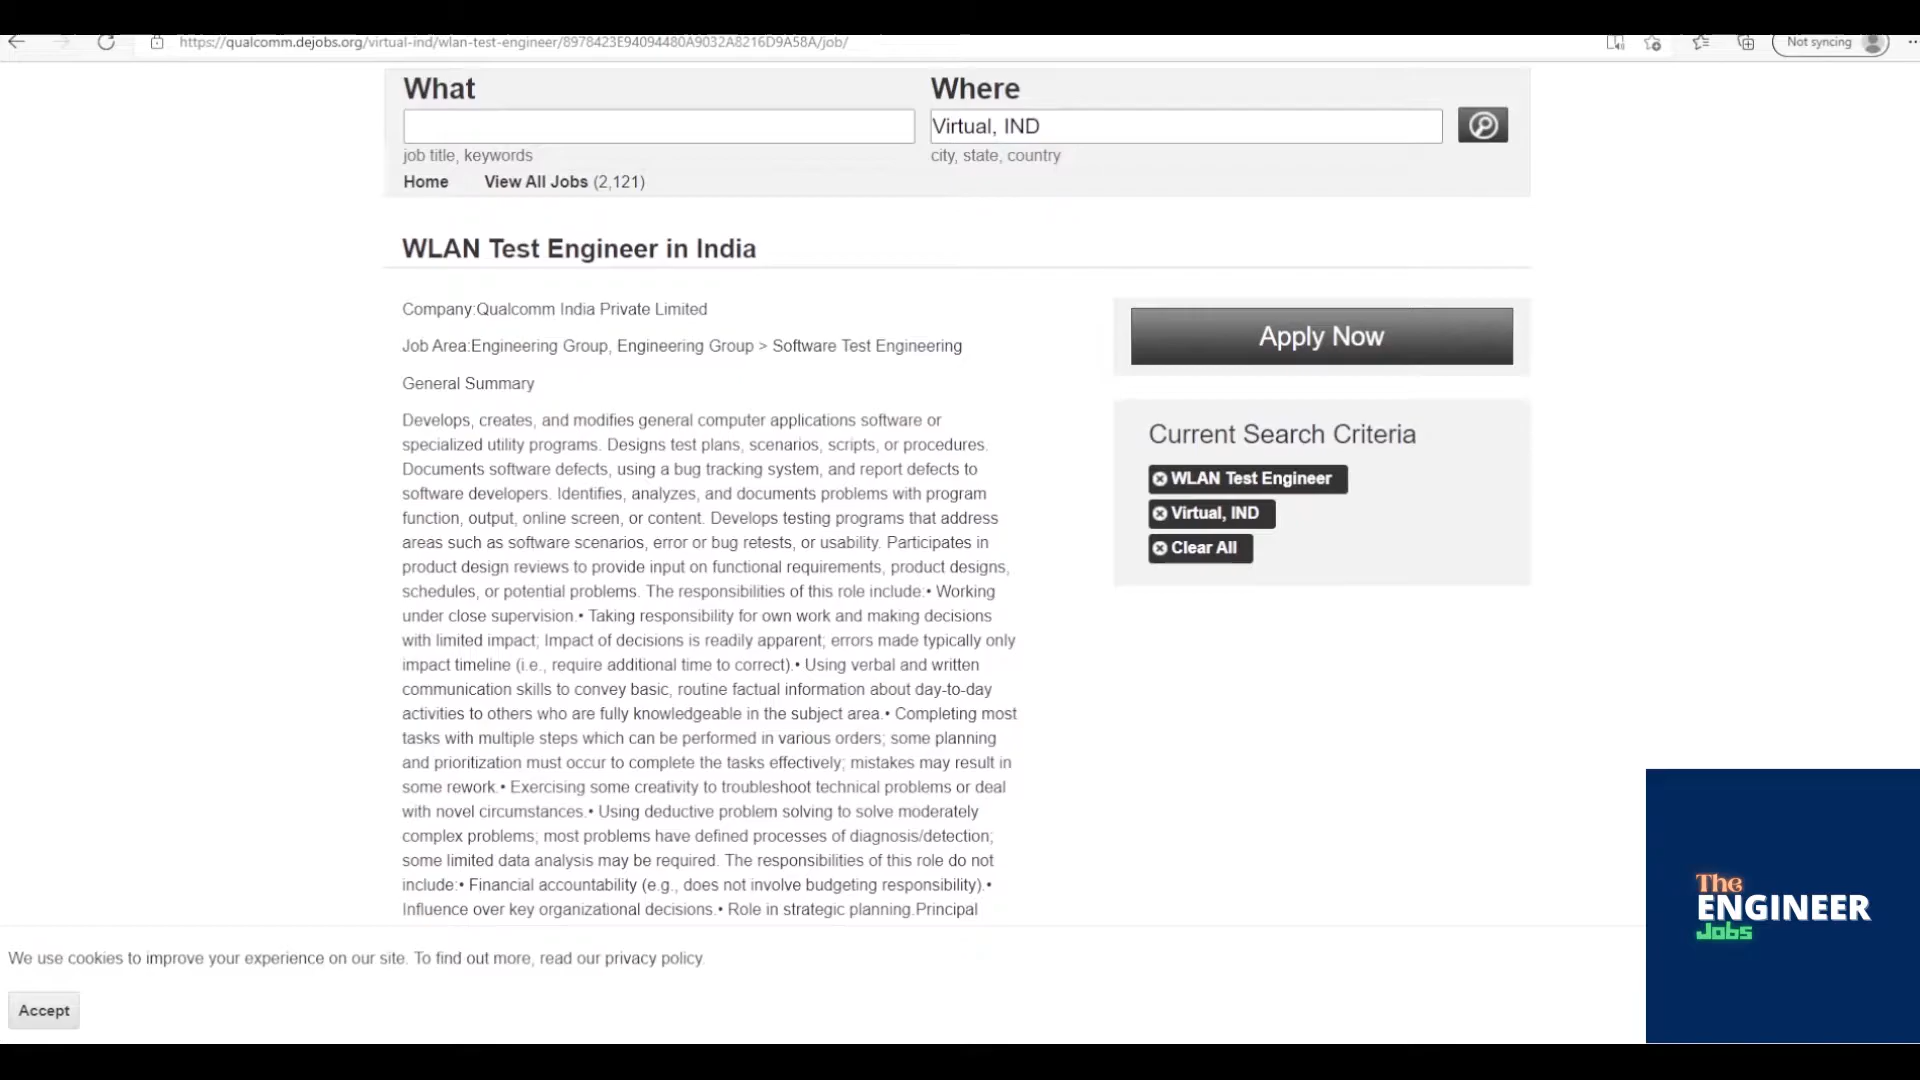 https://qualcomm.dejobs.org/virtual-ind/wlan-test-engineer/8978423E94094480A9032A8216D9A58A/job/
Not syncing
What
Where
Virtual, IND
job title, keywords
city, state, country
Home
View All Jobs (2,121)
WLAN Test Engineer in India
Company:Qualcomm India Private Limited
Job Area:Engineering Group, Engineering Group > Software Test Engineering
General Summary
Develops, creates, and modifies general computer applications software or
specialized utility programs. Designs test plans, scenarios, scripts, or procedures.
Documents software defects, using a bug tracking system, and report defects to
software developers. Identifies, analyzes, and documents problems with program
function, output, online screen, or content. Develops testing programs that address
areas such as software scenarios, error or bug retests, or usability. Participates in
product design reviews to provide input on functional requirements, product designs,
schedules, or potential problems. The responsibilities of this role include:• Working
under close supervision.• Taking responsibility for own work and making decisions
with limited impact; Impact of decisions is readily apparent; errors made typically only
impact timeline (i.e., require additional time to correct).• Using verbal and written
communication skills to convey basic, routine factual information about day-to-day
activities to others who are fully knowledgeable in the subject area.• Completing most
tasks with multiple steps which can be performed in various orders; some planning
and prioritization must occur to complete the tasks effectively; mistakes may result in
some rework.• Exercising some creativity to troubleshoot technical problems or deal
with novel circumstances.• Using deductive problem solving to solve moderately
complex problems; most problems have defined processes of diagnosis/detection;
some limited data analysis may be required. The responsibilities of this role do not
include:• Financial accountability (e.g., does not involve budgeting responsibility).•
Influence over key organizational decisions.• Role in strategic planning.Principal
Apply Now
Current Search Criteria
WLAN Test Engineer
Virtual, IND
Clear All
We use cookies to improve your experience on our site. To find out more, read our privacy policy.
Accept
The
ENGINEER
Jobs